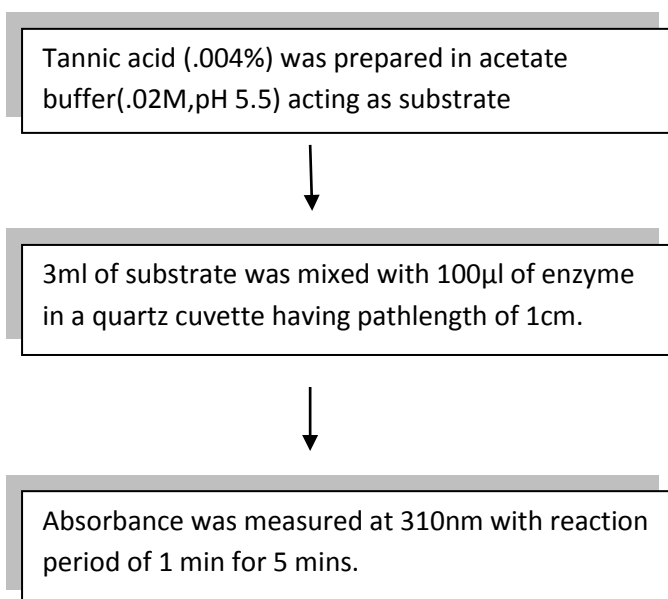 Tannic acid (.004%) was prepared in acetate
buffer(.02M,pH 5.5) acting as substrate
3ml of substrate was mixed with 100µl of enzyme
in a quartz cuvette having pathlength of 1cm.
Absorbance was measured at 310nm with reaction
period of 1 min for 5 mins.